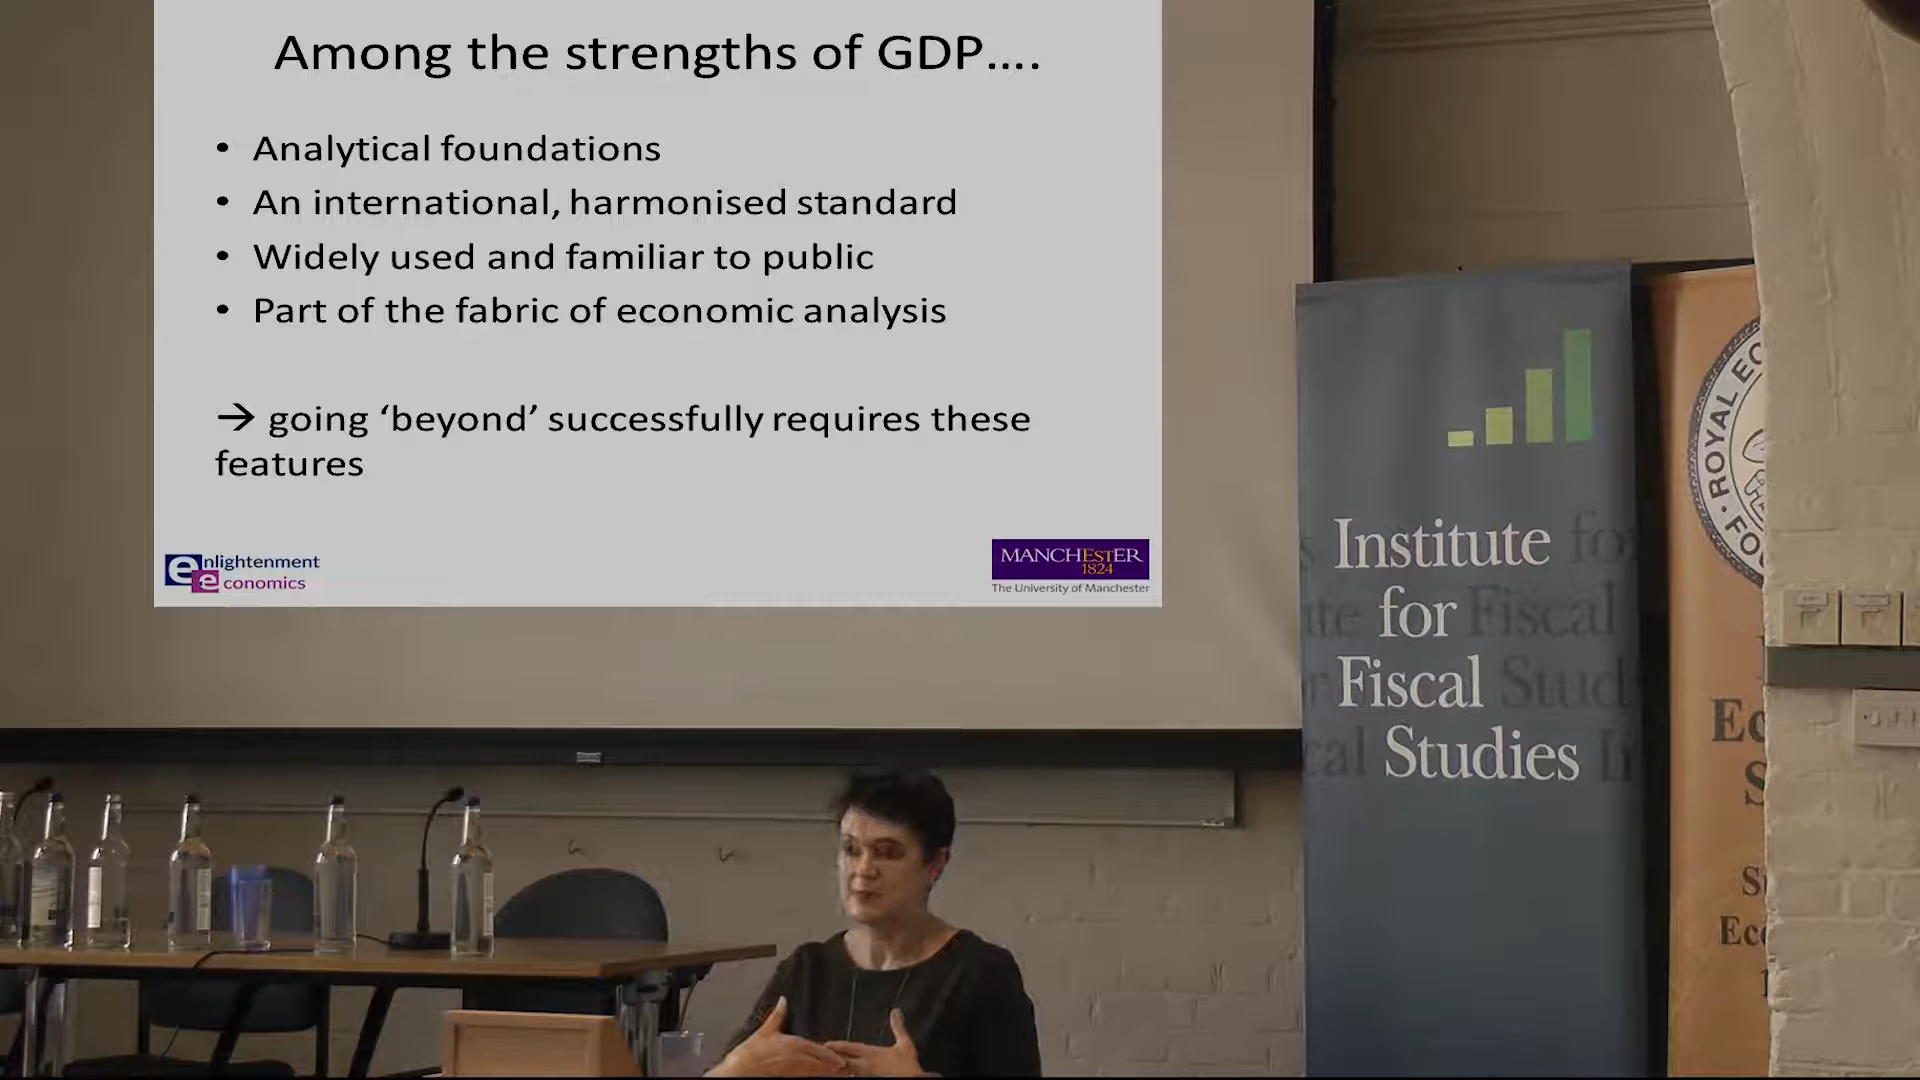 Among the strengths of GDP....
• Analytical foundations
• An international, harmonised standard
• Widely used and familiar to public
• Part of the fabric of economic analysis
→ going ‘beyond’ successfully requires these
features
enlightenment
economics
MANCHESTER
1824
The University of Manchester
Institute
for
Fiscal
Studies
for
Fiscal
ROYAL